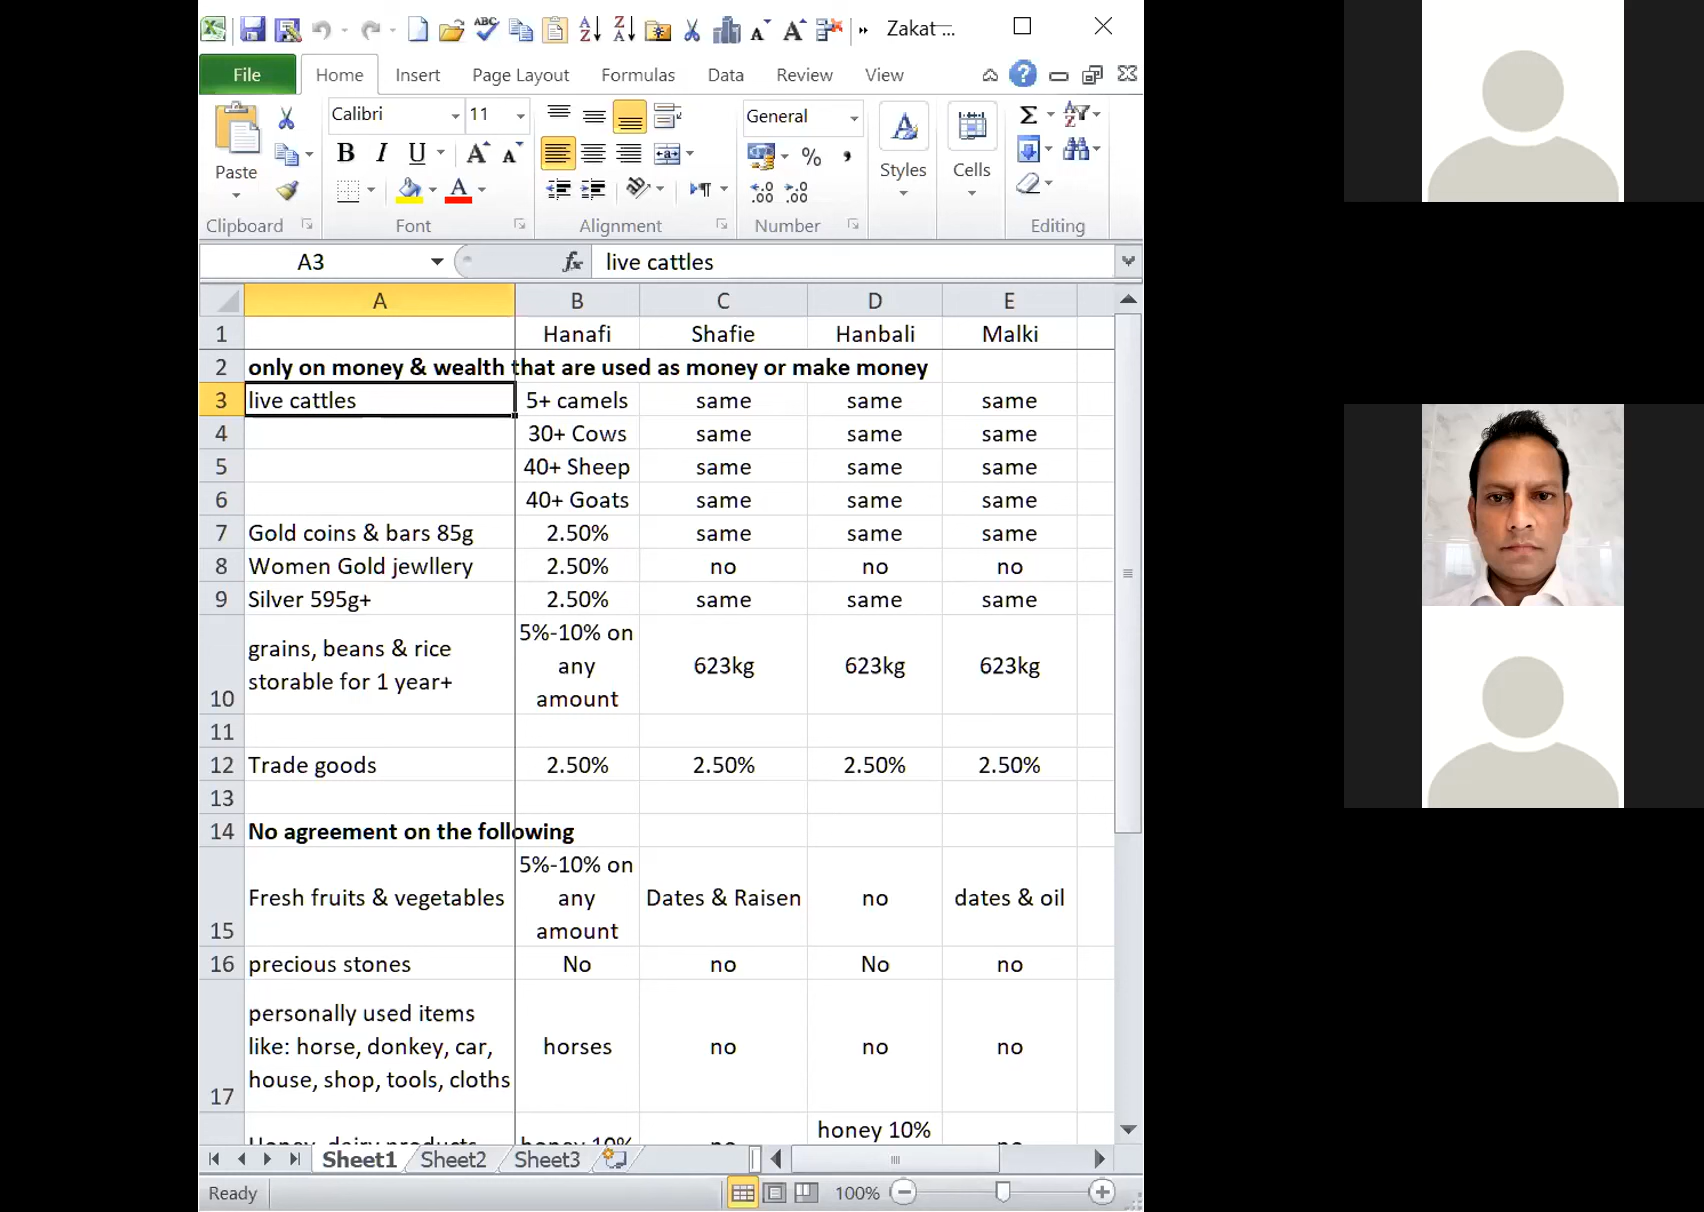 Zakat ...
File Home Insert Page Layout Formulas Data Review View
Calibri 11 General
Paste B I U Styles Cells
Clipboard Font Alignment Number Editing
A3 fx live cattles
A B C D E
1 Hanafi Shafie Hanbali Malki
2 only on money & wealth that are used as money or make money
3 live cattles 5+ camels same same same
4 30+ Cows same same same
5 40+ Sheep same same same
6 40+ Goats same same same
7 Gold coins & bars 85g 2.50% same same same
8 Women Gold jewllery 2.50% no no no
9 Silver 595g+ 2.50% same same same
5%-10% on
grains, beans & rice
any 623kg 623kg 623kg
storable for 1 year+
10 amount
11
12 Trade goods 2.50% 2.50% 2.50% 2.50%
13
14 No agreement on the following
5%-10% on
Fresh fruits & vegetables any Dates & Raisen no dates & oil
15 amount
16 precious stones No no No no
personally used items
like: horse, donkey, car, horses no no no
house, shop, tools, cloths
17
honey 10%
Honey, dairy products honey 10% no no
Sheet1 Sheet2 Sheet3
Ready 100%